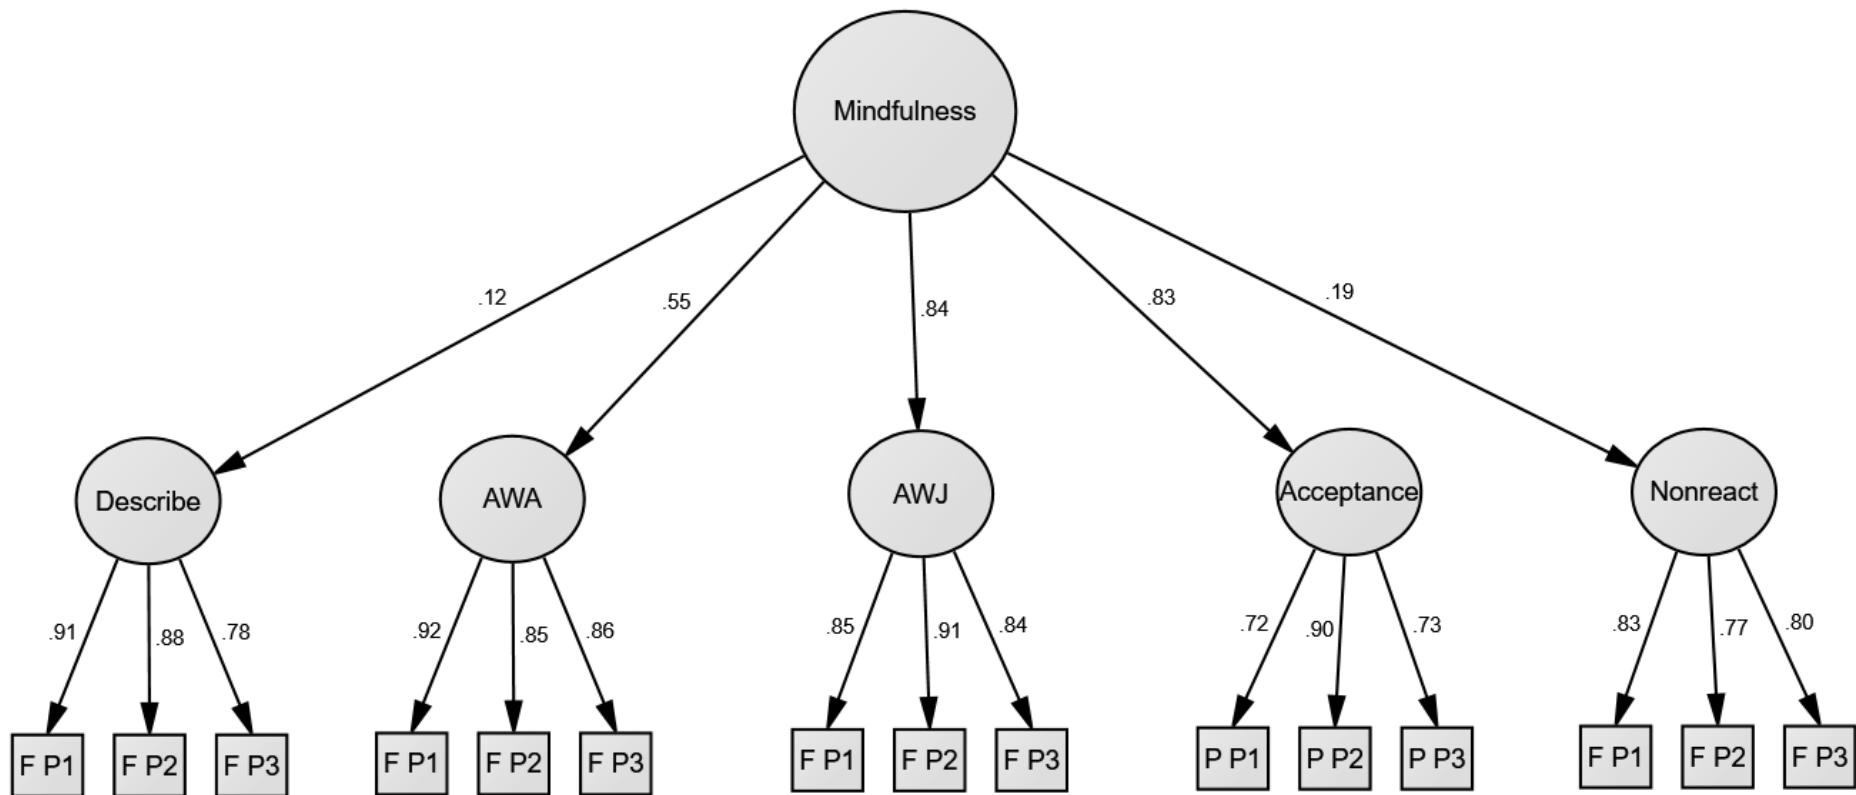 Mindfulness
.12
.55
.84
.83
.19
Describe
AWA
AWJ
Acceptance
Nonreact
.91
.88
.78
.92
.85
.86
.85
.91
.84
.72
.90
.73
.83
.77
.80
F P1
F P2
F P3
F P1
F P2
F P3
F P1
F P2
F P3
P P1
P P2
P P3
F P1
F P2
F P3